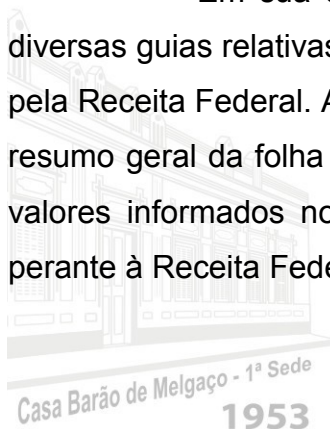 diversas guias relativas
pela Receita Federal. A
resumo geral da folha
valores informados no
perante à Receita Fede
Casa Barão de Melgaço - 1ª Sede
1953